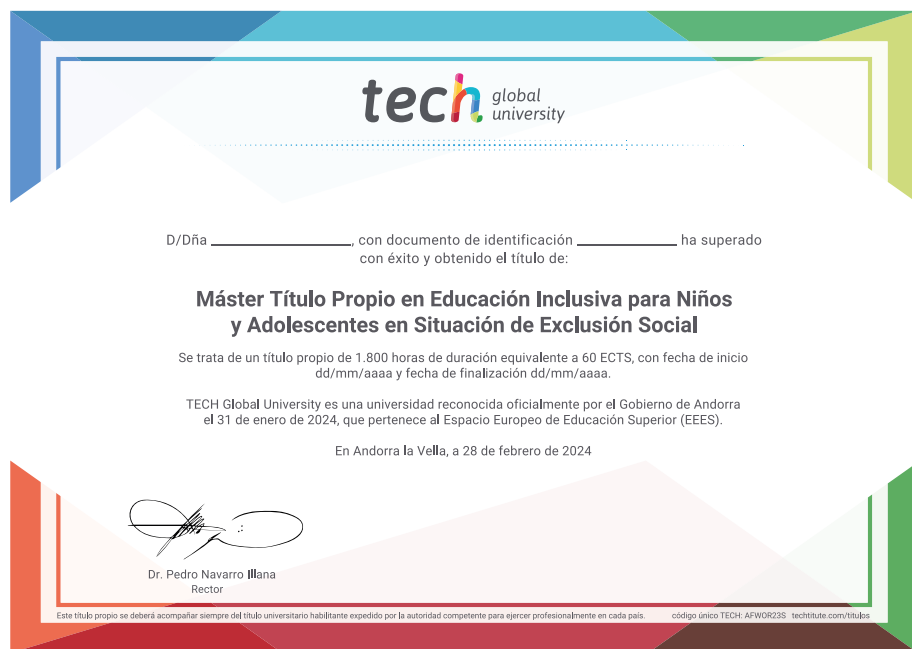 tech global university
D/Dña ____________________, con documento de identificación ______________ ha superado
con éxito y obtenido el título de:
Máster Título Propio en Educación Inclusiva para Niños
y Adolescentes en Situación de Exclusión Social
Se trata de un título propio de 1.800 horas de duración equivalente a 60 ECTS, con fecha de inicio
dd/mm/aaaa y fecha de finalización dd/mm/aaaa.
TECH Global University es una universidad reconocida oficialmente por el Gobierno de Andorra
el 31 de enero de 2024, que pertenece al Espacio Europeo de Educación Superior (EEES).
En Andorra la Vella, a 28 de febrero de 2024
Dr. Pedro Navarro Illana
Rector
Este título propio se deberá acompañar siempre del título universitario habilitante expedido por la autoridad competente para ejercer profesionalmente en cada país. código único TECH: AFWOR23S techtitute.com/titulos